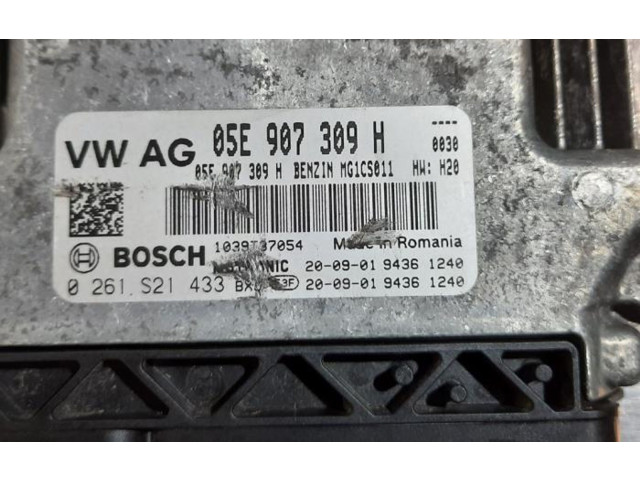 VW AG 05E 907 309 H ----
05E 907 309 H BENZIN MG1CS011 0030
HW: H20
BOSCH 1039T37054 Made in Romania
20-09-01 9436 1240
0 261 S21 433 20-09-01 9436 1240